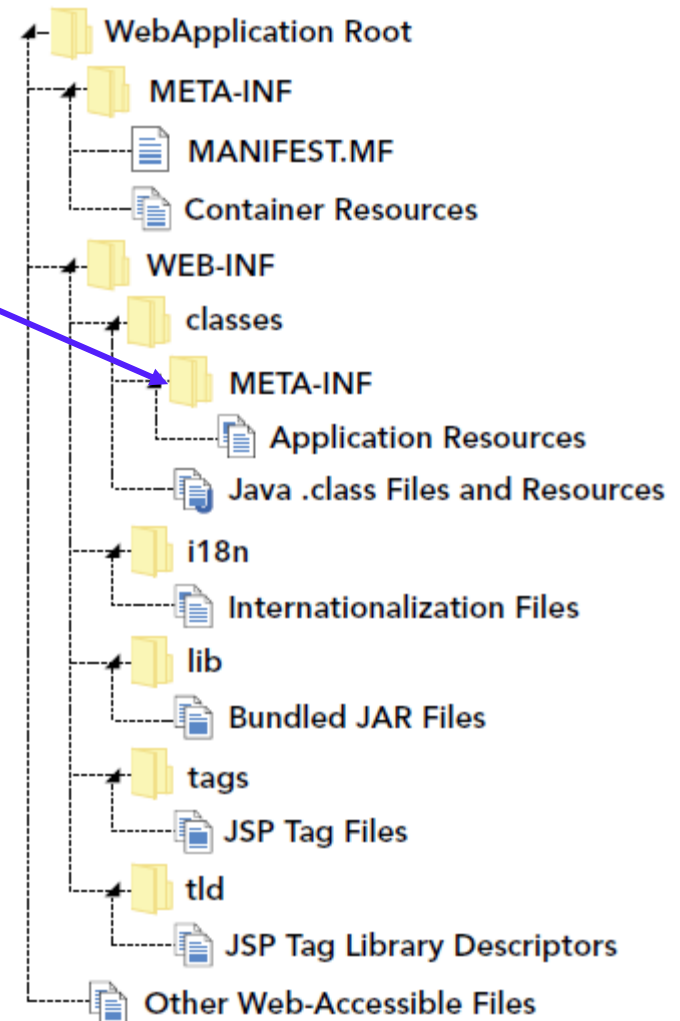 WebApplication Root
META-INF
MANIFEST.MF
Container Resources
WEB-INF
classes
META-INF
Application Resources
Java .class Files and Resources
i18n
Internationalization Files
lib
Bundled JAR Files
tags
JSP Tag Files
tld
JSP Tag Library Descriptors
Other Web-Accessible Files